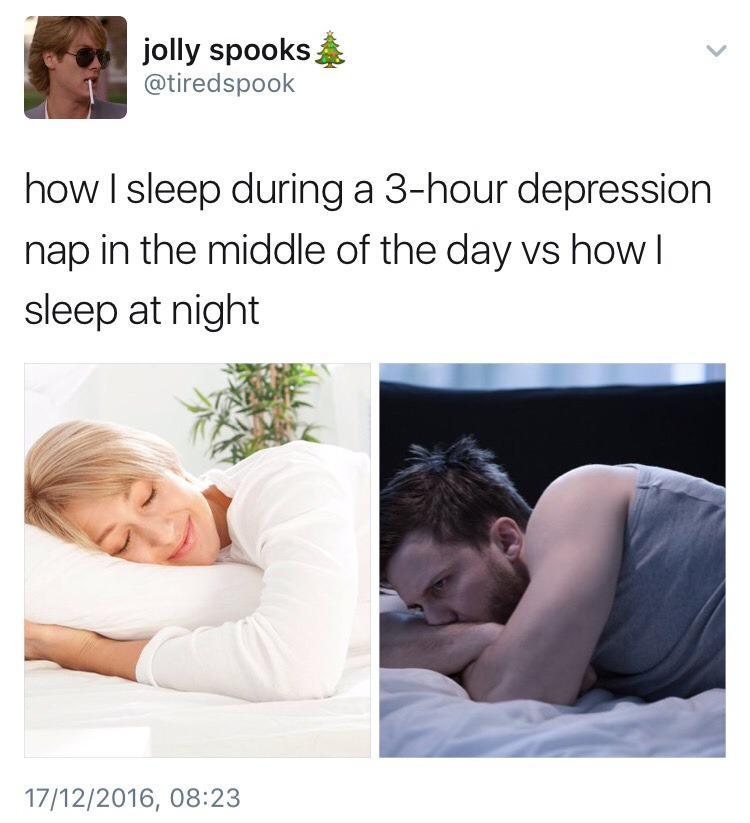 jolly spooks🎄
@tiredspook
how I sleep during a 3-hour depression
nap in the middle of the day vs how I
sleep at night
17/12/2016, 08:23